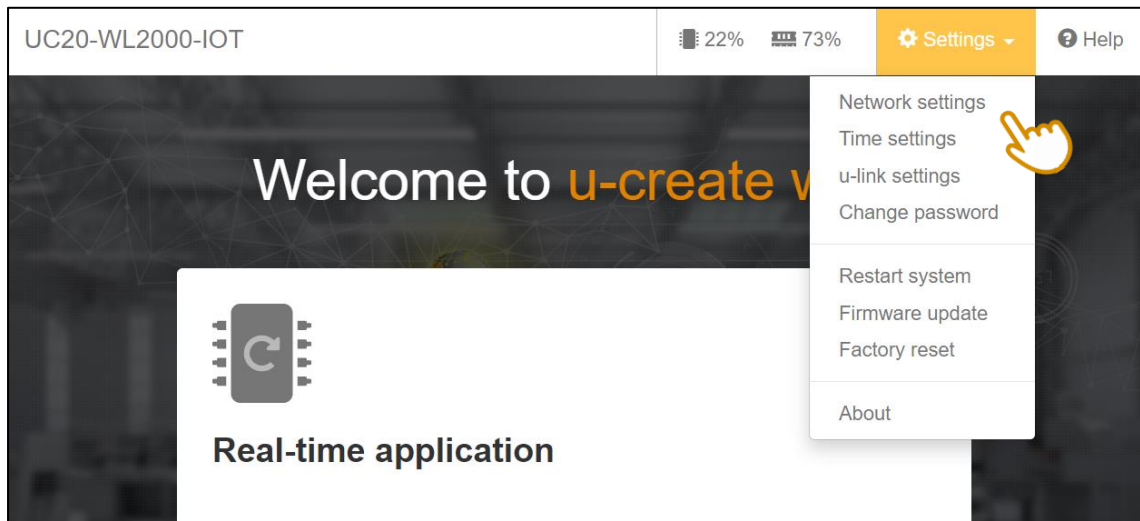 UC20-WL2000-IOT
22%
73%
Settings
Help
Network settings
Time settings
u-link settings
Change password
Restart system
Firmware update
Factory reset
About
Welcome to u-create
Real-time application